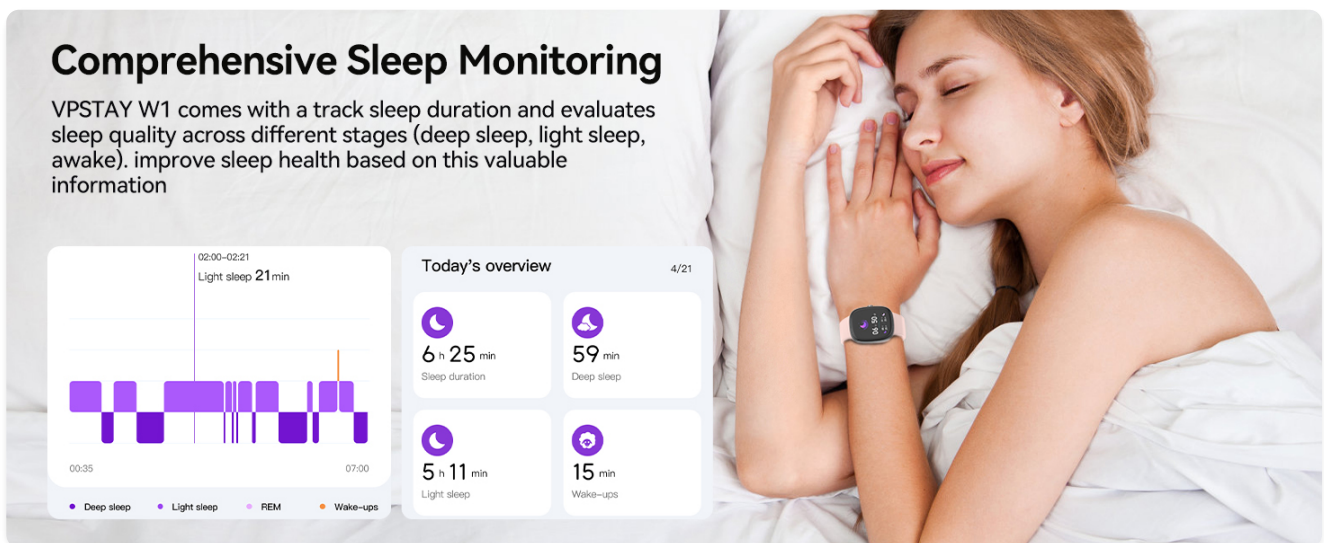 Comprehensive Sleep Monitoring
VPSTAY W1 comes with a track sleep duration and evaluates
sleep quality across different stages (deep sleep, light sleep,
awake). improve sleep health based on this valuable
information
02:00-02:21
Light sleep 21 min
00:35 07:00
Deep sleep Light sleep REM Wake-ups
Today's overview 4/21
6 h 25 min
Sleep duration
59 min
Deep sleep
5 h 11 min
Light sleep
15 min
Wake-ups